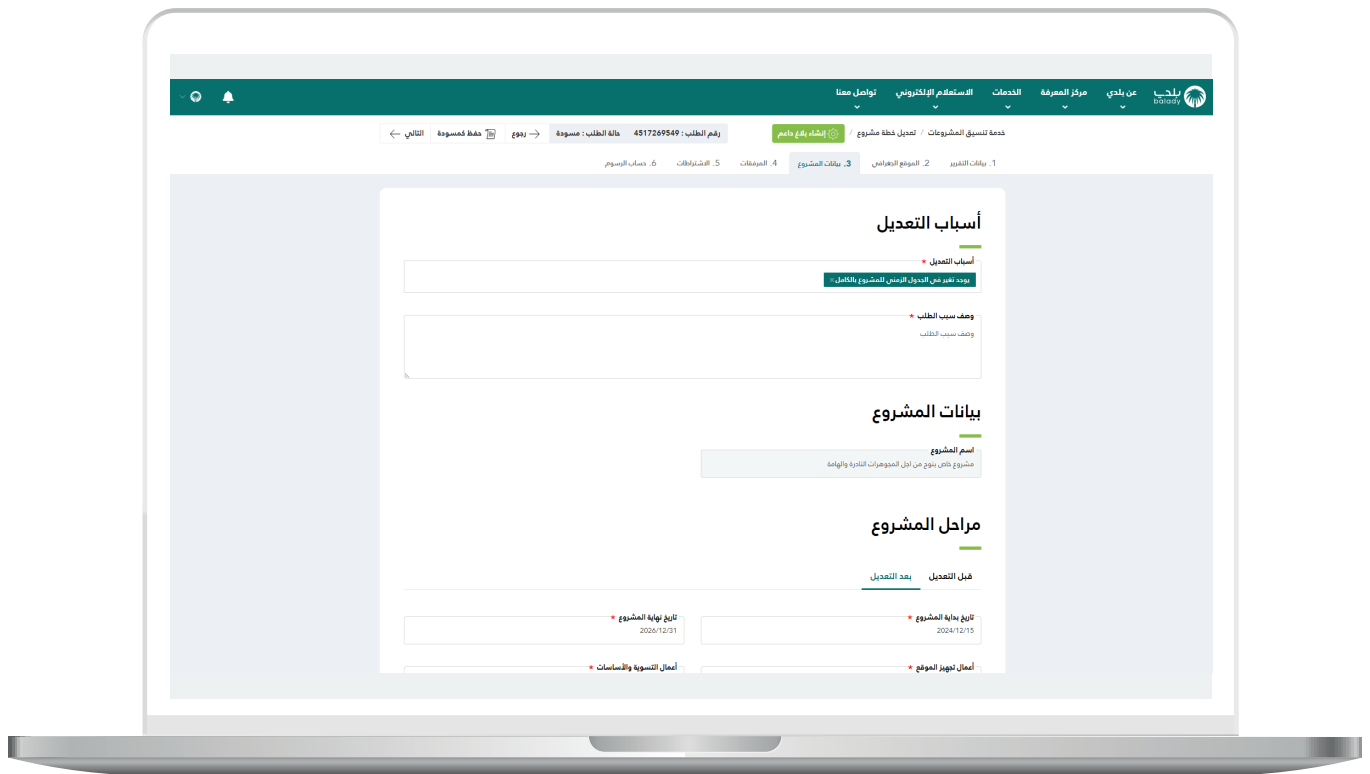 بلدي balady
عن بلدي مركز المعرفة الخدمات الاستعلام الإلكتروني تواصل معنا
خدمة تنسيق المشروعات / تعديل خطة مشروع / إنشاء بلاغ داعم رقم الطلب : 4517269549 حالة الطلب : مسودة رجوع حفظ كمسودة التالي
1. بيانات التقرير 2. الموقع الجغرافي 3. بيانات المشروع 4. المرفقات 5. الاشتراطات 6. حساب الرسوم
أسباب التعديل
أسباب التعديل *
يوجد تغير في الجدول الزمني للمشروع بالكامل ×
وصف سبب الطلب *
وصف سبب الطلب
بيانات المشروع
اسم المشروع
مشروع خاص بنوح من اجل المجوهرات النادرة والهامة
مراحل المشروع
قبل التعديل بعد التعديل
تاريخ بداية المشروع * تاريخ نهاية المشروع *
2024/12/15 2026/12/31
أعمال تجهيز الموقع * أعمال التسوية والأساسات *